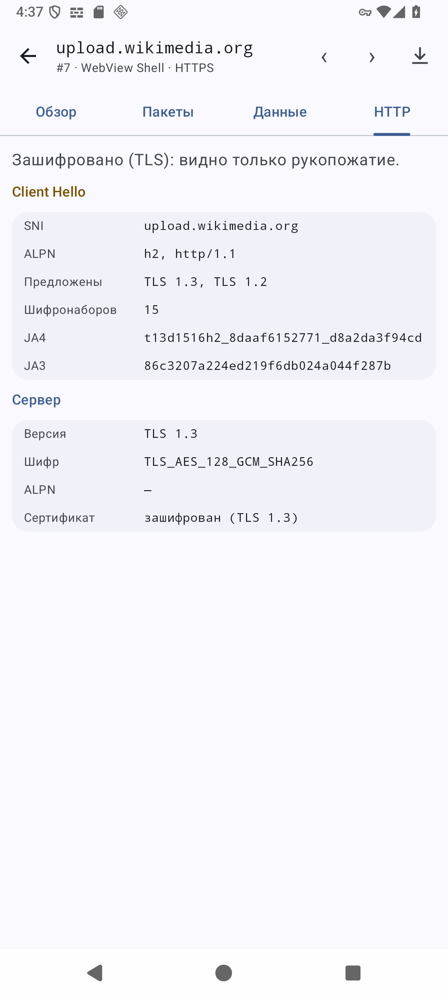 4:37
upload.wikimedia.org
#7 · WebView Shell · HTTPS
Обзор
Пакеты
Данные
HTTP
Зашифровано (TLS): видно только рукопожатие.
Client Hello
SNI upload.wikimedia.org
ALPN h2, http/1.1
Предложены TLS 1.3, TLS 1.2
Шифронаборов 15
JA4 t13d1516h2_8daaf6152771_d8a2da3f94cd
JA3 86c3207a224ed219f6db024a044f287b
Сервер
Версия TLS 1.3
Шифр TLS_AES_128_GCM_SHA256
ALPN —
Сертификат зашифрован (TLS 1.3)